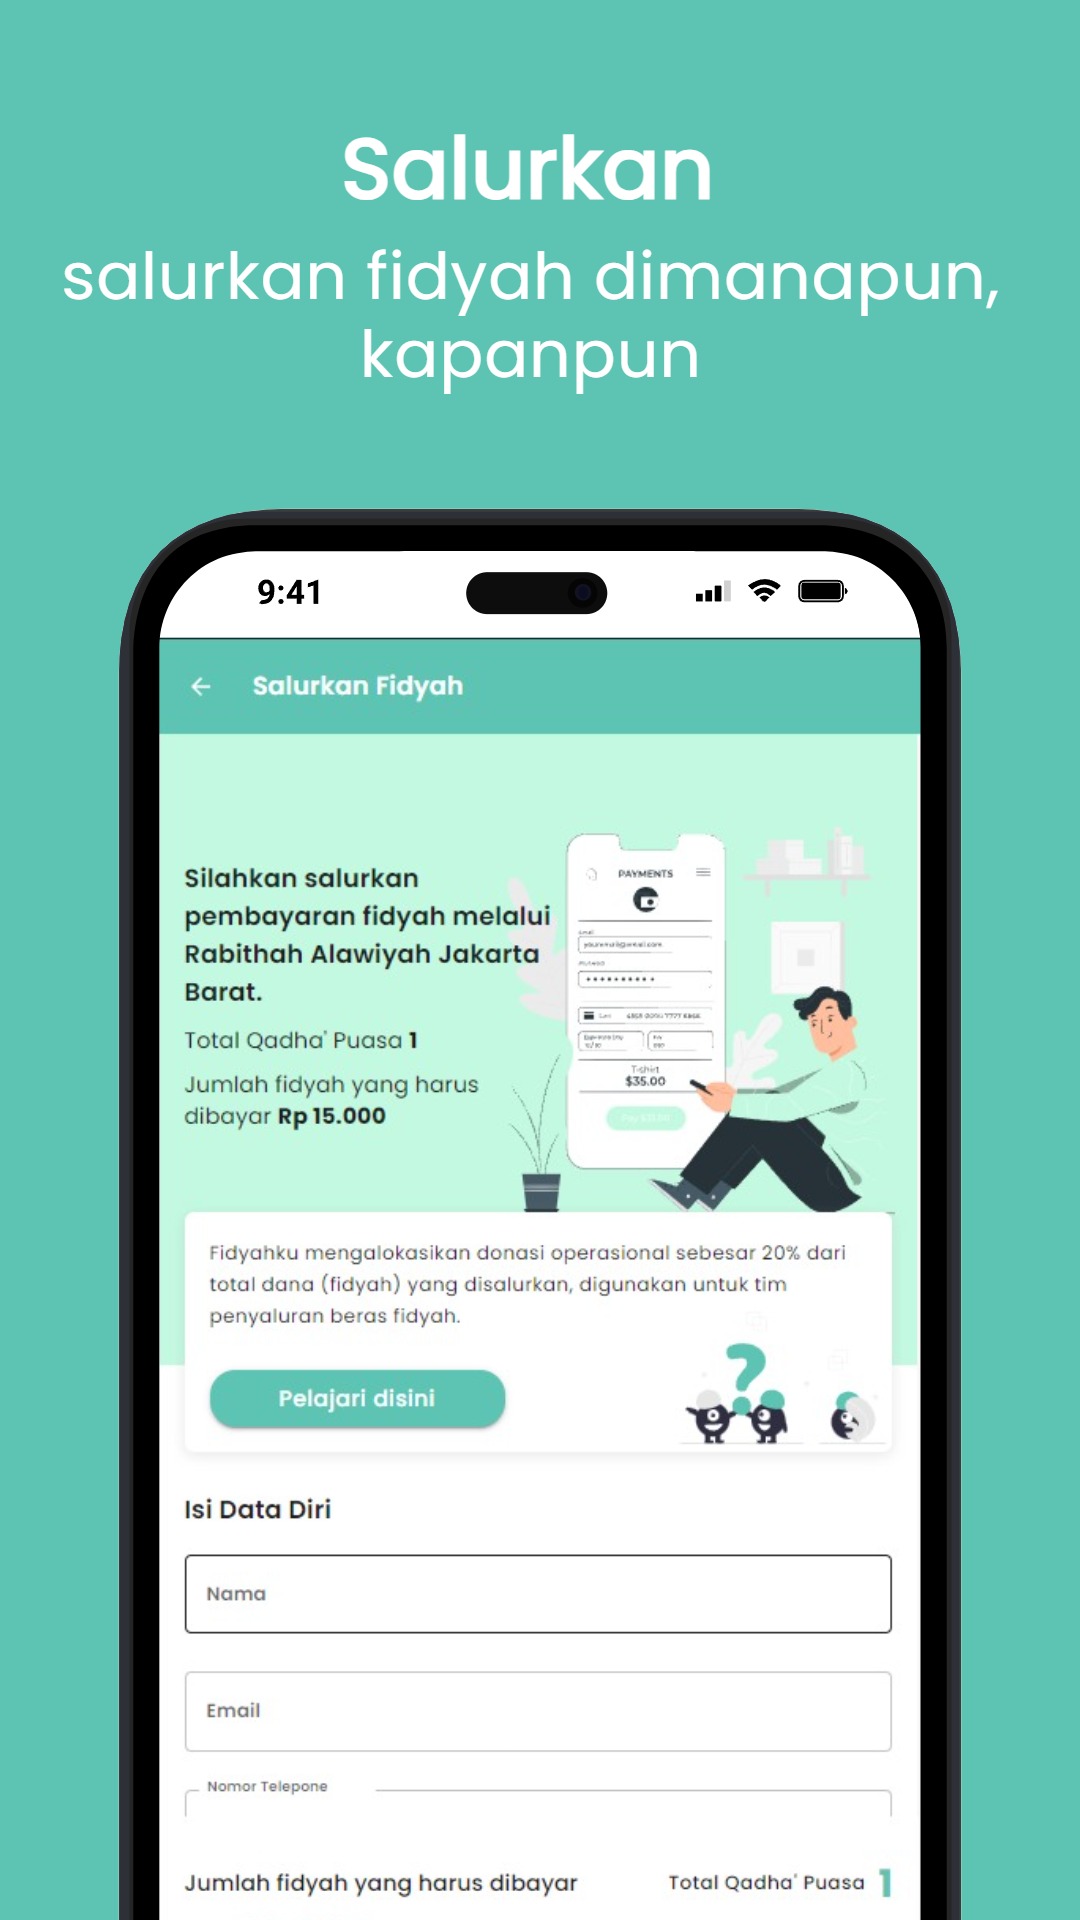 Salurkan
salurkan fidyah dimanapun,
kapanpun
9:41
Salurkan Fidyah
Silahkan salurkan
pembayaran fidyah melalui
Rabithah Alawiyah Jakarta
Barat.
Total Qadha' Puasa 1
Jumlah fidyah yang harus
dibayar Rp 15.000
PAYMENTS
T-shirt
$35.00
Fidyahku mengalokasikan donasi operasional sebesar 20% dari
total dana (fidyah) yang disalurkan, digunakan untuk tim
penyaluran beras fidyah.
Pelajari disini
Isi Data Diri
Nama
Email
Nomor Telepone
Jumlah fidyah yang harus dibayar
Total Qadha' Puasa 1